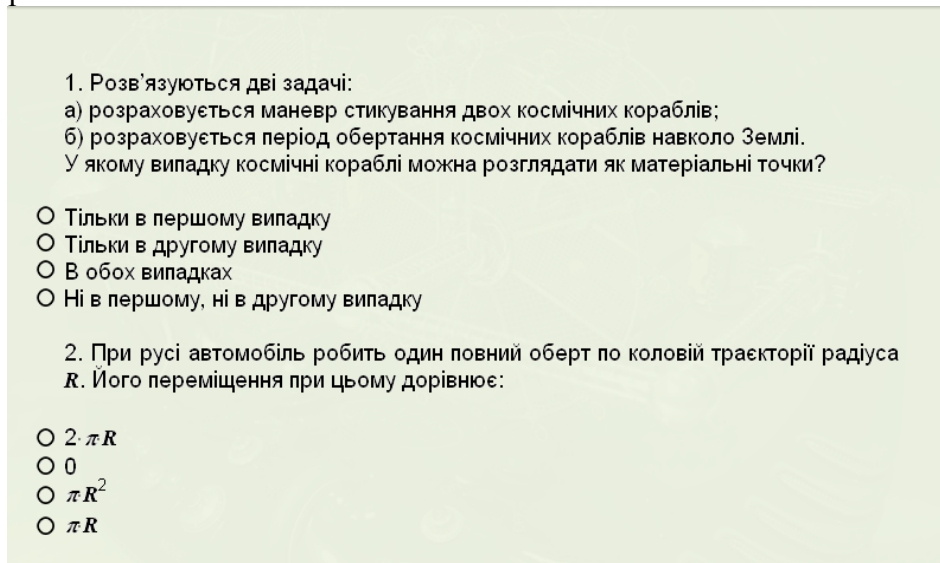 1. Розв’язуються дві задачі:
а) розраховується маневр стикування двох космічних кораблів;
б) розраховується період обертання космічних кораблів навколо Землі.
У якому випадку космічні кораблі можна розглядати як матеріальні точки?
Тільки в першому випадку
Тільки в другому випадку
В обох випадках
Ні в першому, ні в другому випадку
2. При русі автомобіль робить один повний оберт по коловій траєкторії радіуса
R. Його переміщення при цьому дорівнює:
2·π·R
0
π·R²
π·R